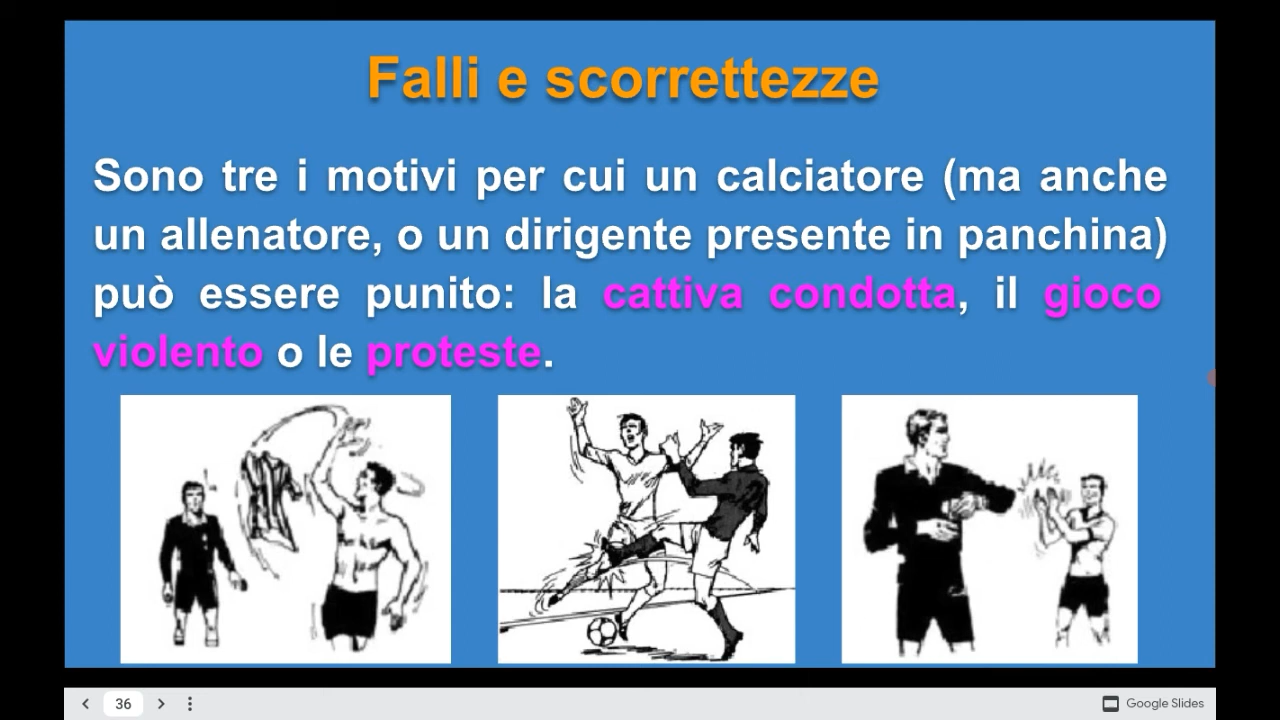 Falli e scorrettezze
Sono tre i motivi per cui un calciatore (ma anche
un allenatore, o un dirigente presente in panchina)
può essere punito: la cattiva condotta, il gioco
violento o le proteste.
36
Google Slides